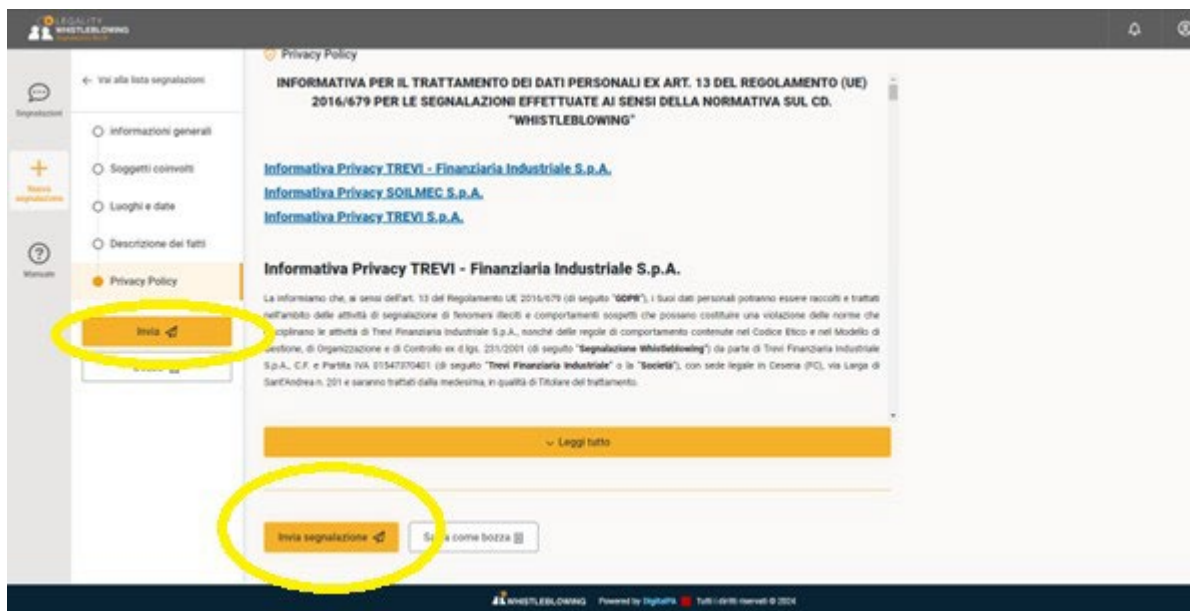 LEGALITY
WHISTLEBLOWING
Segnalazioni
Nuova
segnalazione
Manuale
← Vai alla lista segnalazioni
Informazioni generali
Soggetti coinvolti
Luoghi e date
Descrizione dei fatti
Privacy Policy
Invia
Privacy Policy
INFORMATIVA PER IL TRATTAMENTO DEI DATI PERSONALI EX ART. 13 DEL REGOLAMENTO (UE)
2016/679 PER LE SEGNALAZIONI EFFETTUATE AI SENSI DELLA NORMATIVA SUL CD.
"WHISTLEBLOWING"
Informativa Privacy TREVI - Finanziaria Industriale S.p.A.
Informativa Privacy SOILMEC S.p.A.
Informativa Privacy TREVI S.p.A.
Informativa Privacy TREVI - Finanziaria Industriale S.p.A.
La informiamo che, ai sensi dell'art. 13 del Regolamento UE 2016/679 (di seguito "GDPR"), i Suoi dati personali potranno essere raccolti e trattati
nell'ambito delle attività di segnalazione di fenomeni illeciti e comportamenti sospetti che possano costituire una violazione delle norme che
disciplinano le attività di Trevi Finanziaria Industriale S.p.A., nonché delle regole di comportamento contenute nel Codice Etico e nel Modello di
Gestione, di Organizzazione e di Controllo ex d.lgs. 231/2001 (di seguito "Segnalazione Whistleblowing") da parte di Trevi Finanziaria Industriale
S.p.A., C.F. e Partita IVA 01547370401 (di seguito "Trevi Finanziaria Industriale" o la "Società"), con sede legale in Cesena (FC), via Larga di
Sant'Andrea n. 201 e saranno trattati dalla medesima, in qualità di Titolare del trattamento.
Leggi tutto
Invia segnalazione
Salva come bozza
WHISTLEBLOWING Powered by DigitalPA Tutti i diritti riservati © 2024